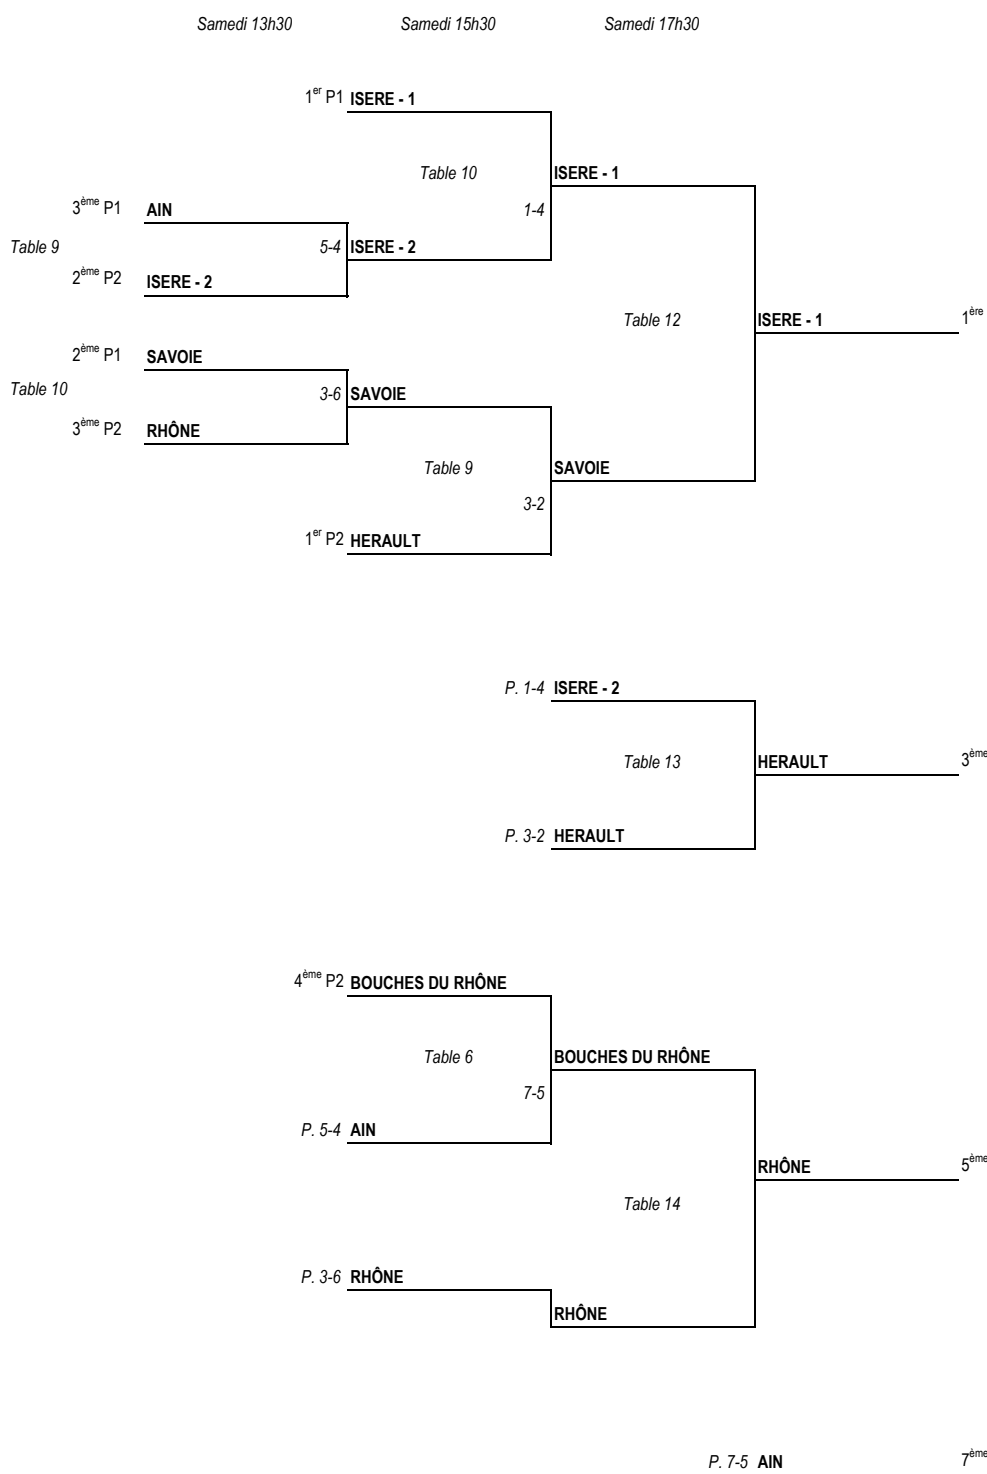 Samedi 13h30 Samedi 15h30 Samedi 17h30
1er P1 ISERE - 1
Table 10 ISERE - 1
3ème P1 AIN 1-4
Table 9 5-4 ISERE - 2
2ème P2 ISERE - 2
Table 12 ISERE - 1 1ère
2ème P1 SAVOIE
Table 10 3-6 SAVOIE
3ème P2 RHÔNE
Table 9 SAVOIE
3-2
1er P2 HERAULT
P. 1-4 ISERE - 2
Table 13 HERAULT 3ème
P. 3-2 HERAULT
4ème P2 BOUCHES DU RHÔNE
Table 6 BOUCHES DU RHÔNE
7-5
P. 5-4 AIN
RHÔNE 5ème
Table 14
P. 3-6 RHÔNE
RHÔNE
P. 7-5 AIN 7ème